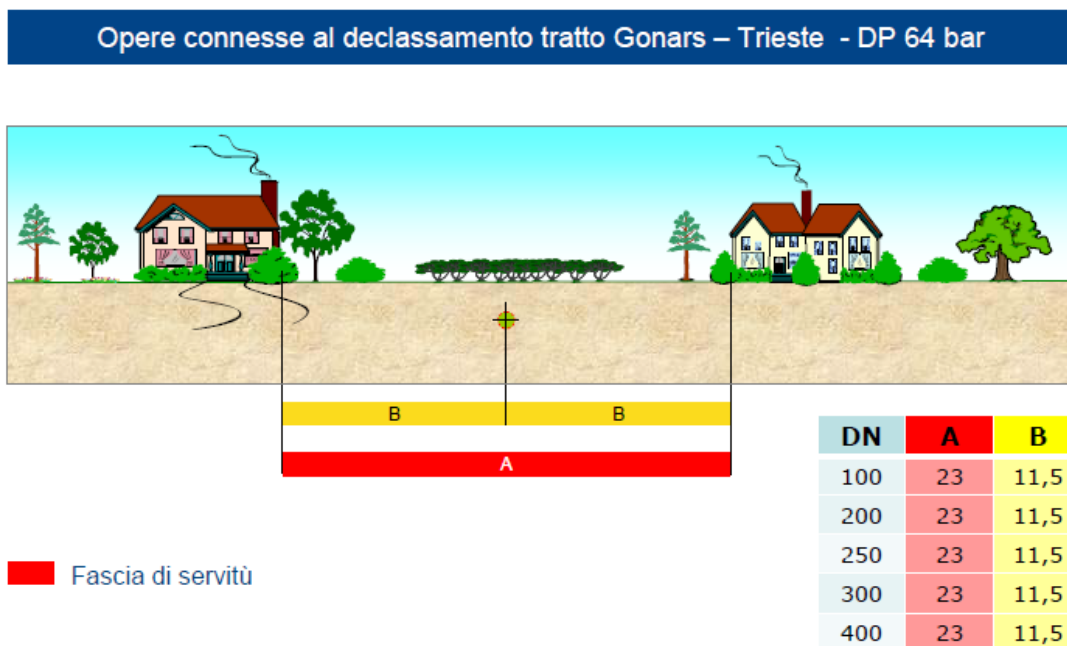 Opere connesse al declassamento tratto Gonars – Trieste - DP 64 bar
B B
A
DN A B
100 23 11,5
200 23 11,5
250 23 11,5
300 23 11,5
400 23 11,5
Fascia di servitù